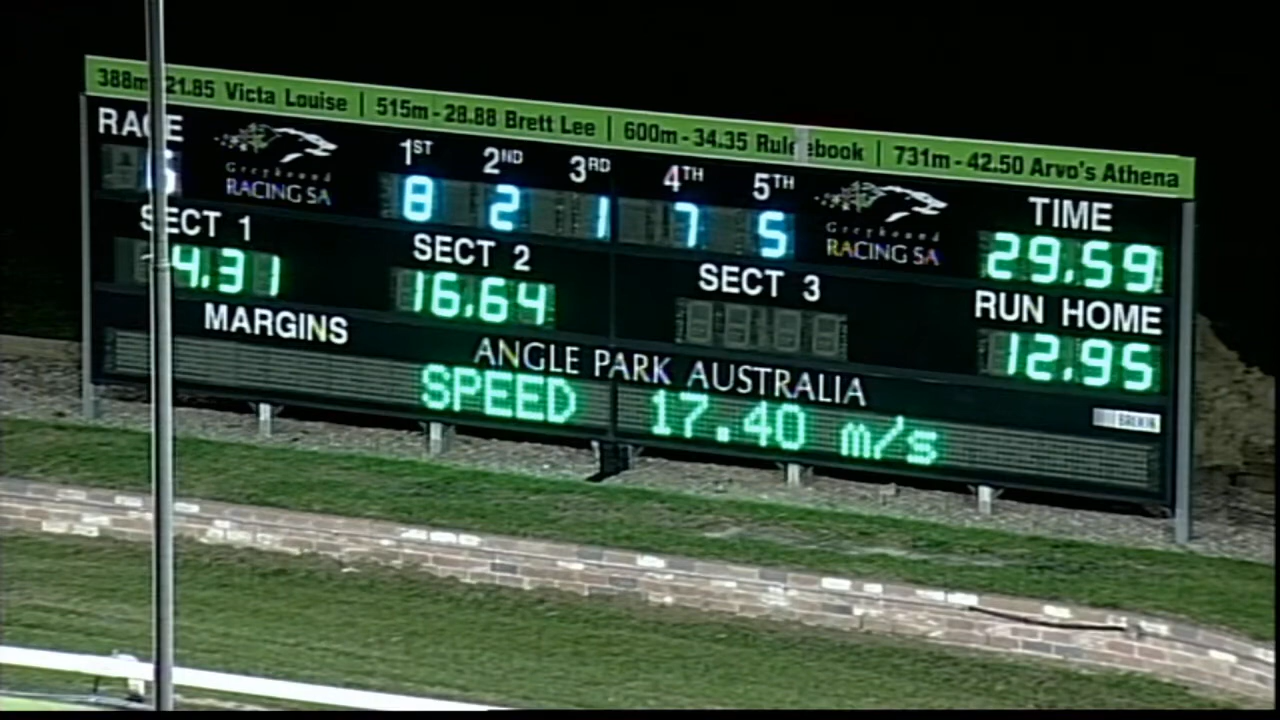 388m 21.85 Victa Louise | 515m - 28.88 Brett Lee | 600m - 34.35 Rulebook | 731m - 42.50 Arvo's Athena
RACE 1ST 2ND 3RD 4TH 5TH
8 2 1 7 5
Greyhound RACING SA
Greyhound RACING SA
TIME
29.59
SECT 1 SECT 2 SECT 3 RUN HOME
4.31 16.64 12.95
MARGINS
ANGLE PARK AUSTRALIA
SPEED 17.40 m/s